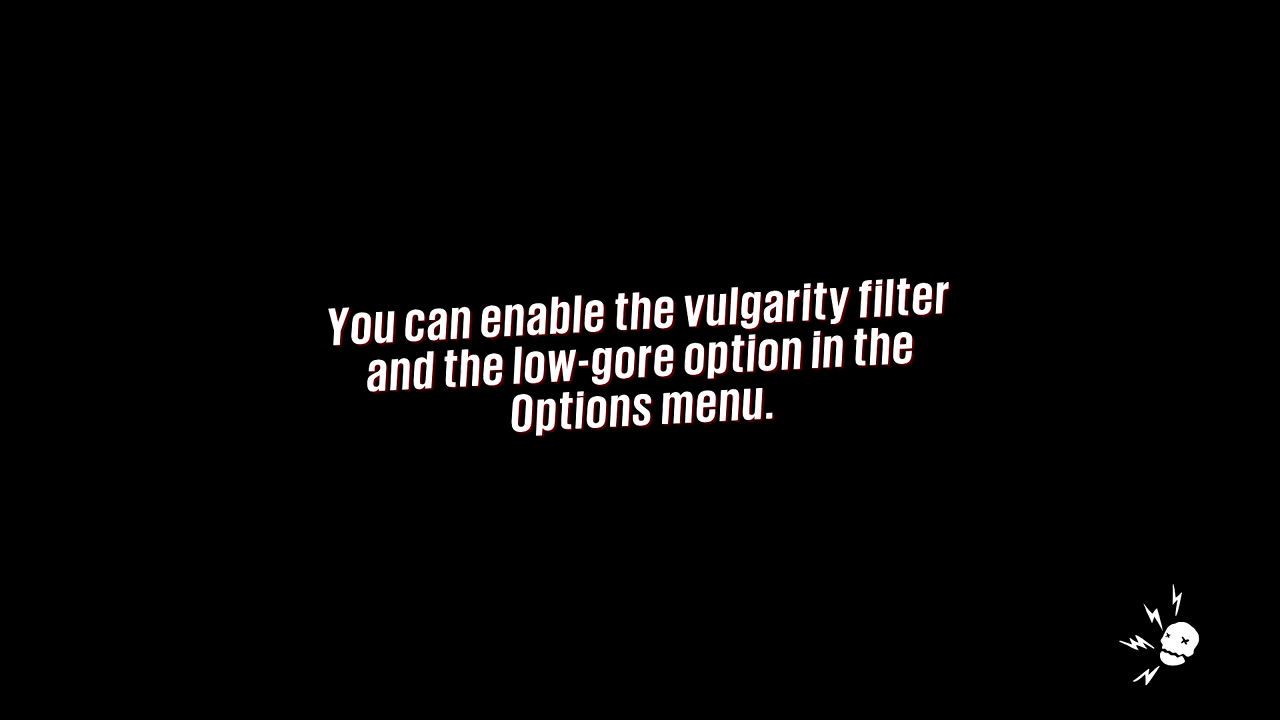 You can enable the vulgarity filter
and the low-gore option in the
Options menu.